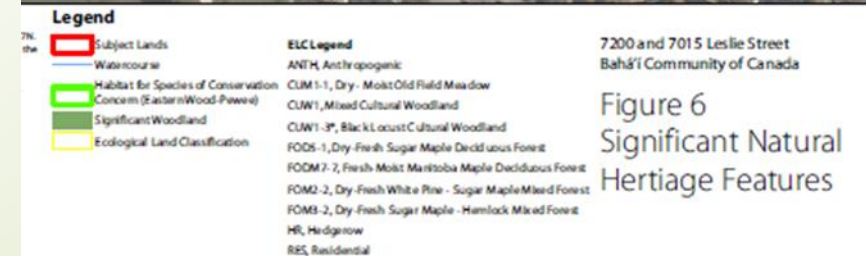 Legend
7N.
the
Subject Lands
Watercourse
Habitat for Species of Conservation
Concern (Eastern Wood-Pewee)
Significant Woodland
Ecological Land Classification
ELC Legend
ANTH, Anthropogenic
CUM1-1, Dry - Moist Old Field Meadow
CUW1, Mixed Cultural Woodland
CUW1-3*, Black Locust Cultural Woodland
FOD5-1, Dry-Fresh Sugar Maple Deciduous Forest
FODM7-7, Fresh-Moist Manitoba Maple Deciduous Forest
FOM2-2, Dry-Fresh White Pine - Sugar Maple Mixed Forest
FOM3-2, Dry-Fresh Sugar Maple - Hemlock Mixed Forest
HR, Hedgerow
RES, Residential
7200 and 7015 Leslie Street
Bahá'í Community of Canada
Figure 6
Significant Natural
Hertiage Features